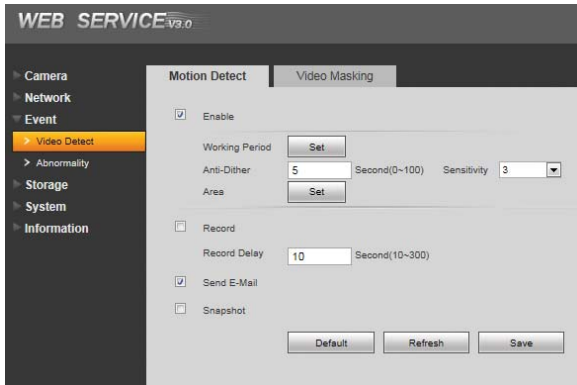 WEB SERVICE V3.0
Camera
Network
Event
> Video Detect
> Abnormality
Storage
System
Information
Motion Detect Video Masking
Enable
Working Period Set
Anti-Dither 5 Second(0~100) Sensitivity 3
Area Set
Record
Record Delay 10 Second(10~300)
Send E-Mail
Snapshot
Default Refresh Save